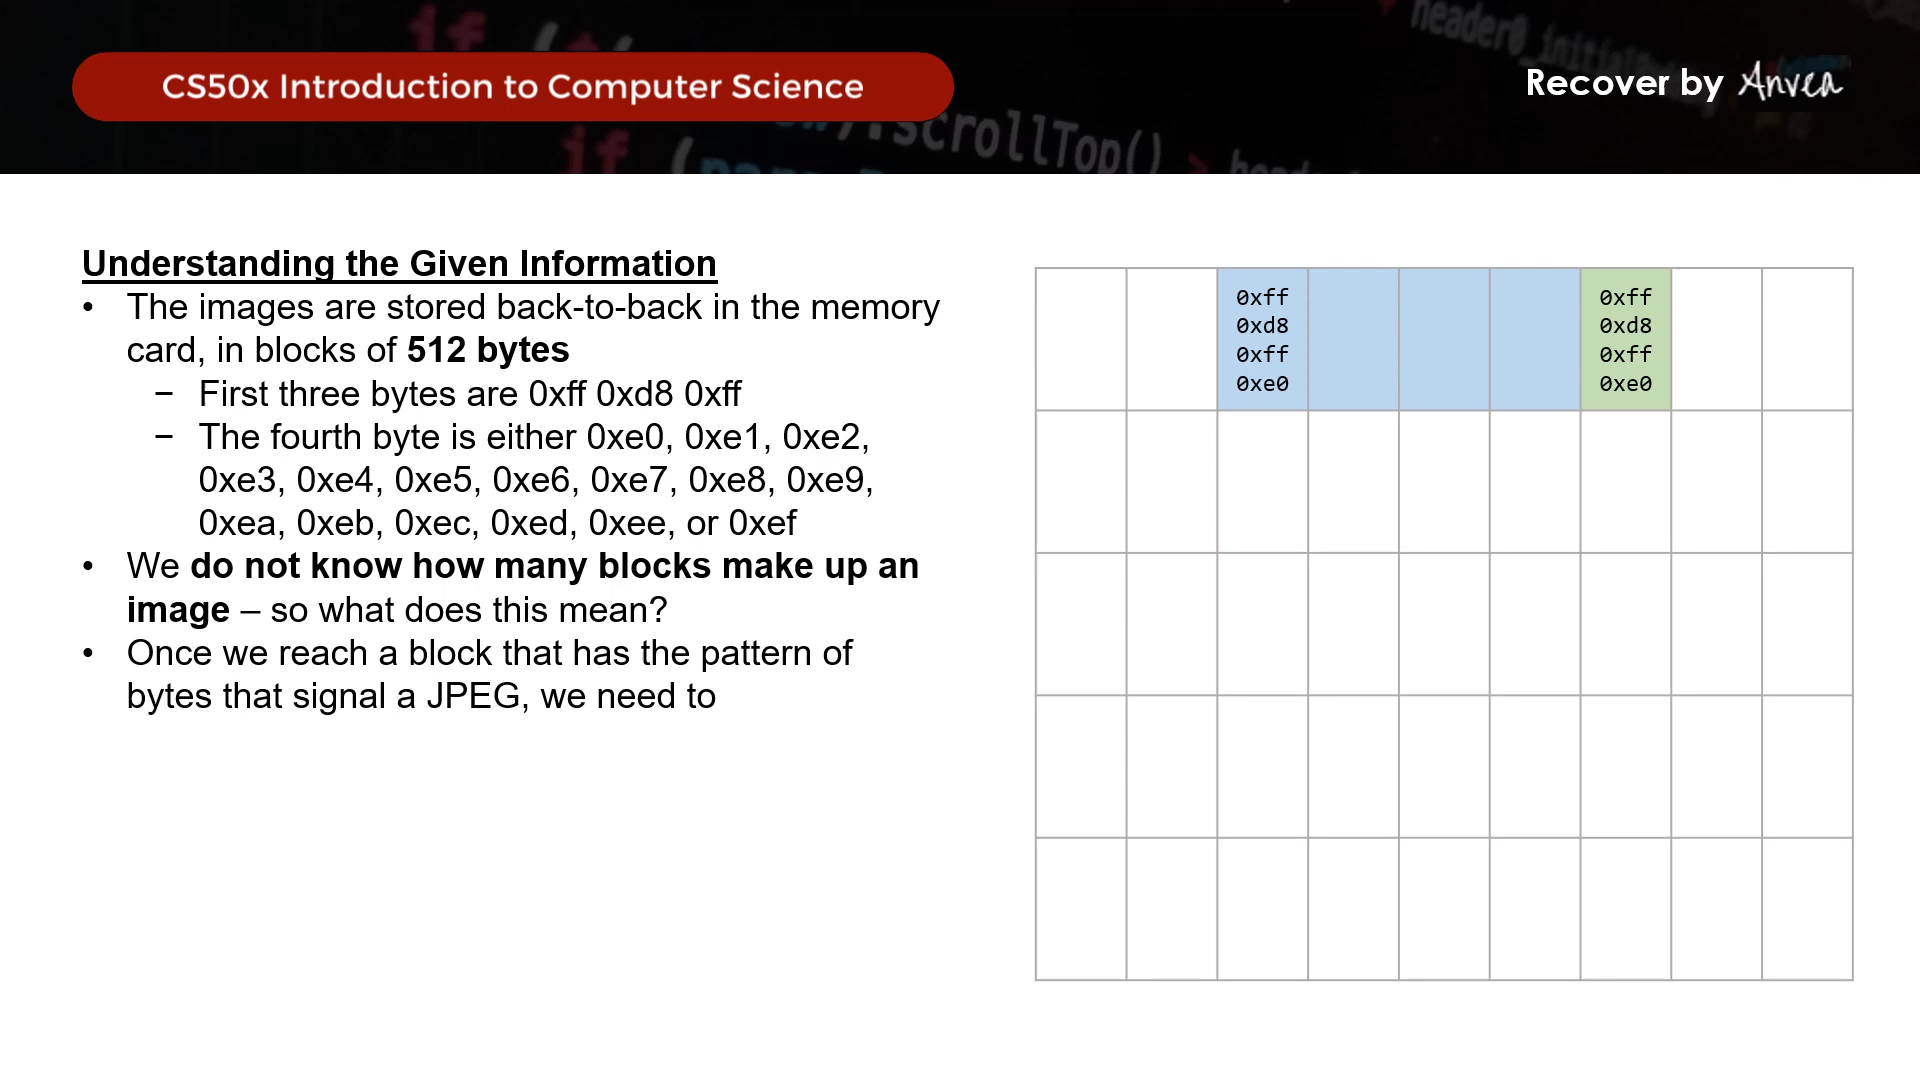 if (
header0_initial
CS50x Introduction to Computer Science
Recover by Anvea
.scrollTop() >
if (
Understanding the Given Information
• The images are stored back-to-back in the memory
card, in blocks of 512 bytes
− First three bytes are 0xff 0xd8 0xff
− The fourth byte is either 0xe0, 0xe1, 0xe2,
0xe3, 0xe4, 0xe5, 0xe6, 0xe7, 0xe8, 0xe9,
0xea, 0xeb, 0xec, 0xed, 0xee, or 0xef
• We do not know how many blocks make up an
image – so what does this mean?
• Once we reach a block that has the pattern of
bytes that signal a JPEG, we need to
0xff
0xd8
0xff
0xe0
0xff
0xd8
0xff
0xe0